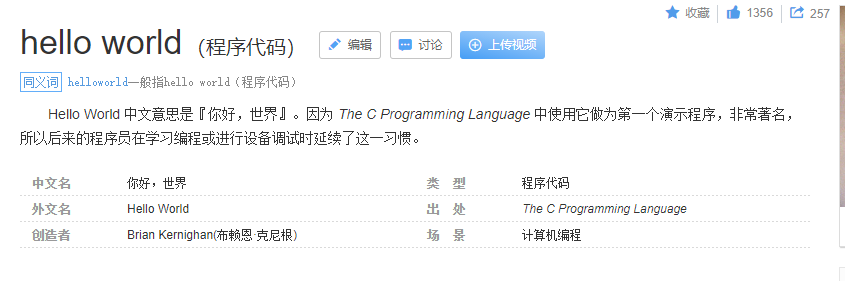 收藏 1356 257
hello world （程序代码） 编辑 讨论 上传视频
同义词 helloworld一般指hello world（程序代码）
Hello World 中文意思是『你好，世界』。因为 The C Programming Language 中使用它做为第一个演示程序，非常著名，
所以后来的程序员在学习编程或进行设备调试时延续了这一习惯。
中文名 你好，世界 类 型 程序代码
外文名 Hello World 出 处 The C Programming Language
创造者 Brian Kernighan(布赖恩·克尼根) 场 景 计算机编程